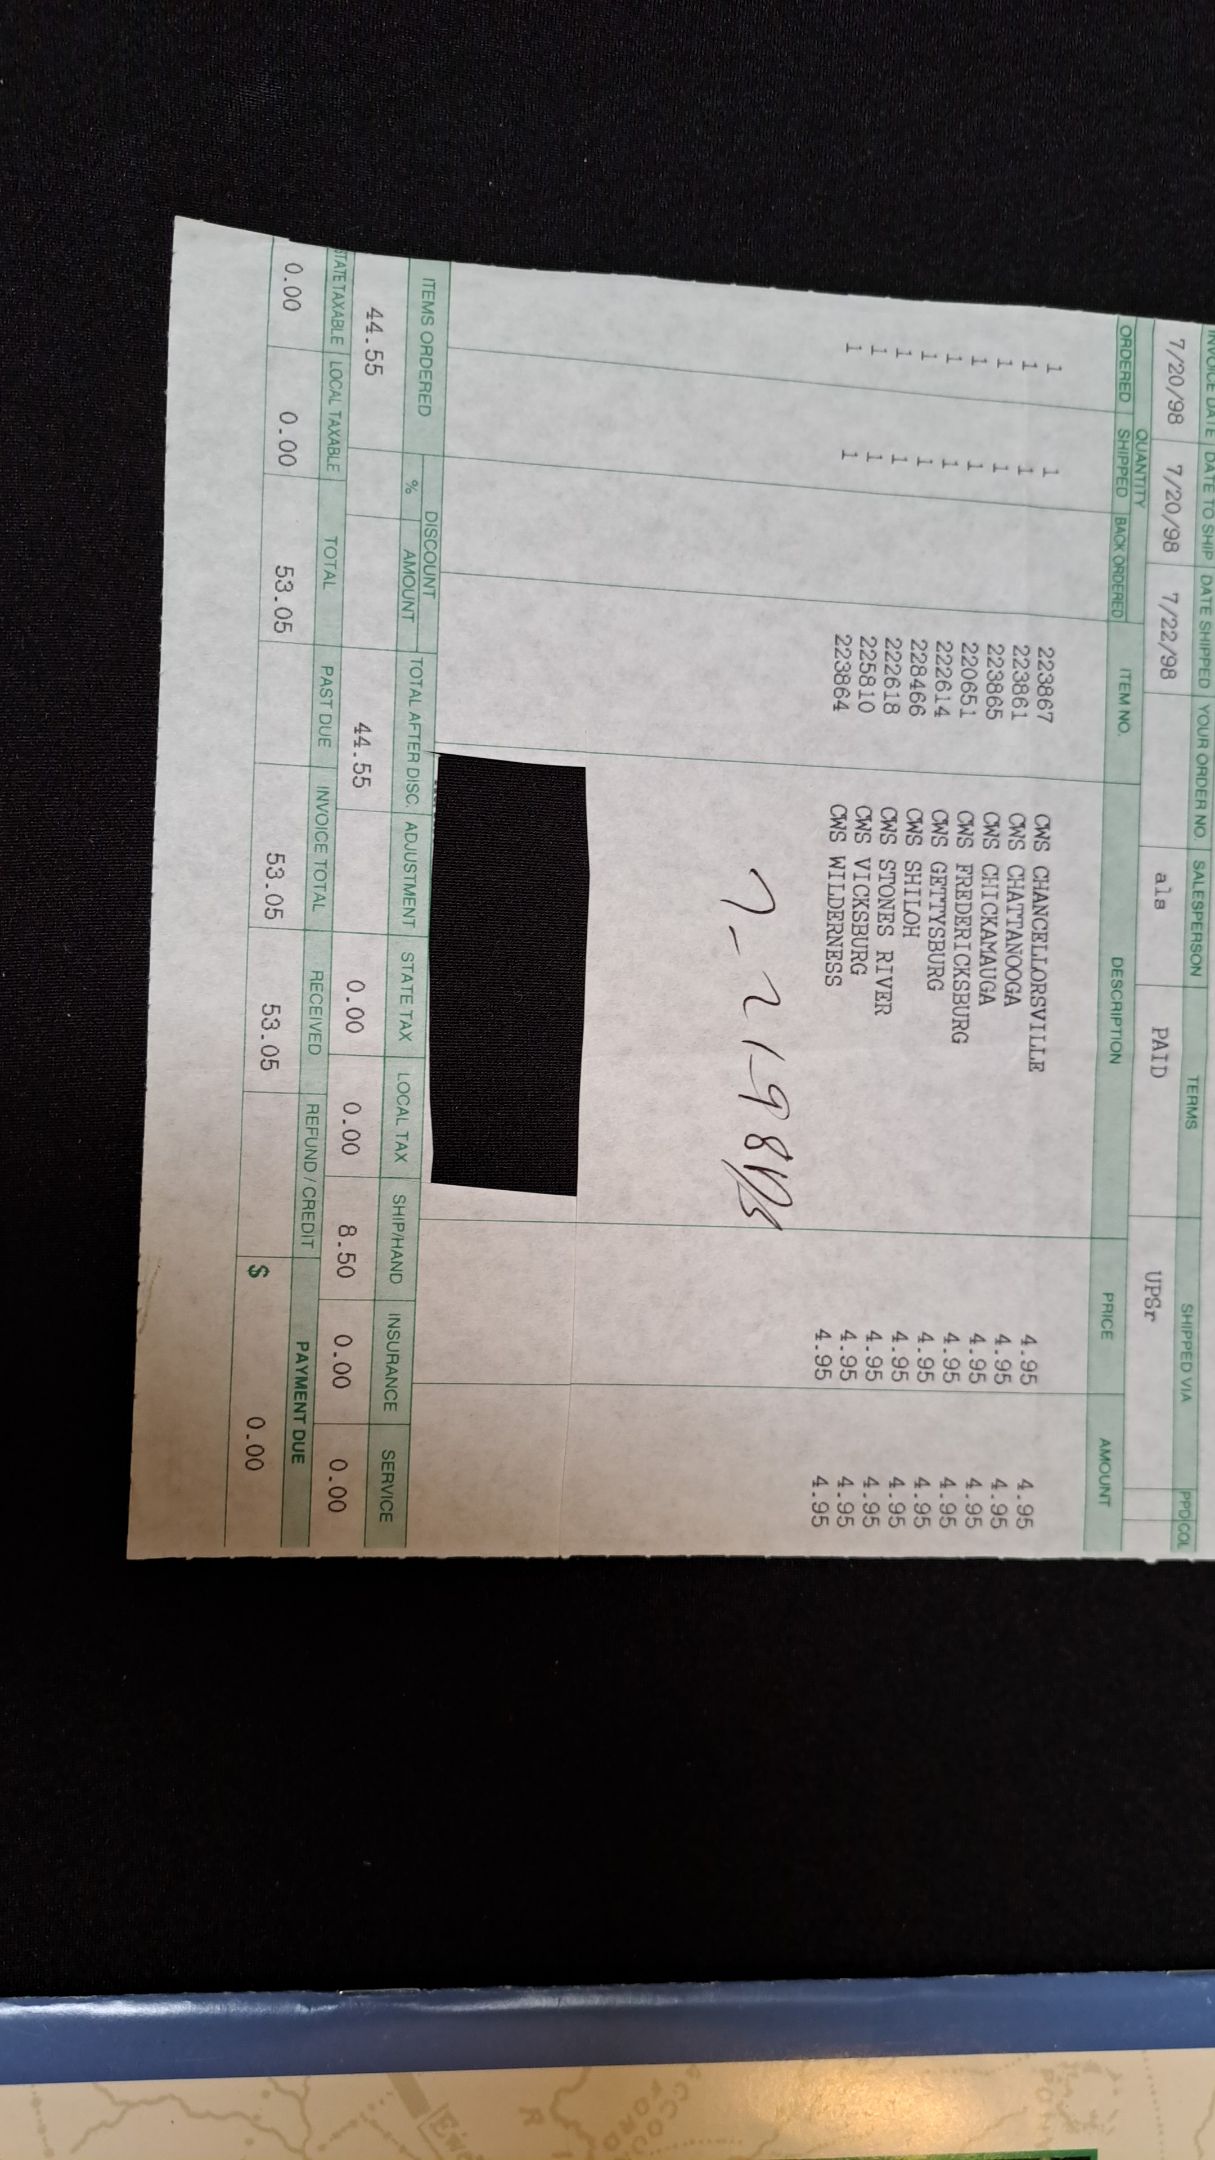 INVOICE DATE DATE TO SHIP DATE SHIPPED YOUR ORDER NO. SALESPERSON TERMS SHIPPED VIA PPD COL
7/20/98 7/20/98 7/22/98 als PAID UPSr
QUANTITY
ORDERED SHIPPED BACK ORDERED ITEM NO. DESCRIPTION PRICE AMOUNT
1 1 223867 CWS CHANCELLORSVILLE 4.95 4.95
1 1 223861 CWS CHATTANOOGA 4.95 4.95
1 1 223865 CWS CHICKAMAUGA 4.95 4.95
1 1 220651 CWS FREDERICKSBURG 4.95 4.95
1 1 222614 CWS GETTYSBURG 4.95 4.95
1 1 228466 CWS SHILOH 4.95 4.95
1 1 222618 CWS STONES RIVER 4.95 4.95
1 1 225810 CWS VICKSBURG 4.95 4.95
1 1 223864 CWS WILDERNESS 4.95 4.95
7-21-98
DISCOUNT
ITEMS ORDERED % AMOUNT TOTAL AFTER DISC. ADJUSTMENT STATE TAX LOCAL TAX SHIP/HAND INSURANCE SERVICE
44.55 44.55 0.00 0.00 8.50 0.00 0.00
STATE TAXABLE LOCAL TAXABLE TOTAL PAST DUE INVOICE TOTAL RECEIVED REFUND / CREDIT PAYMENT DUE
0.00 0.00 53.05 53.05 53.05 $ 0.00